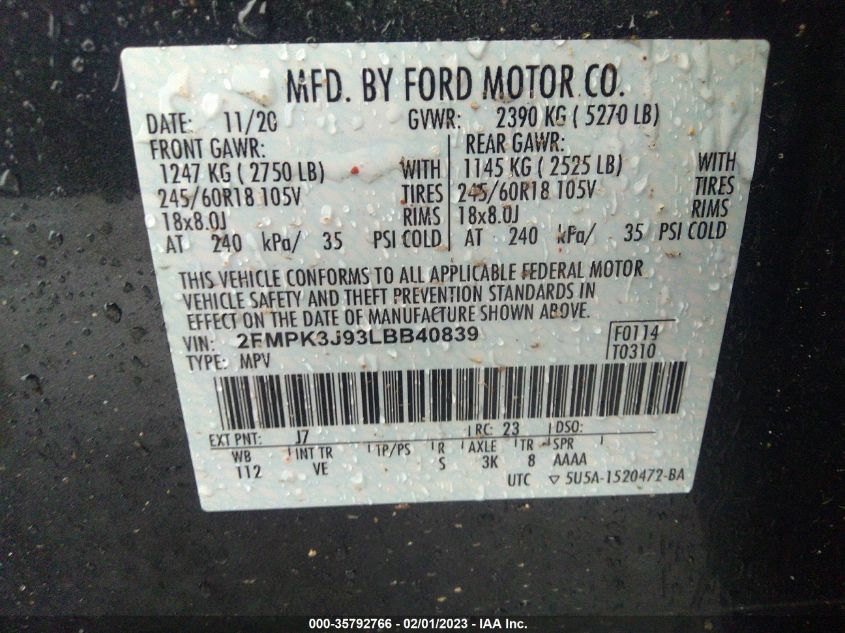 MFD. BY FORD MOTOR CO.
DATE: 11/20 GVWR: 2390 KG ( 5270 LB)
FRONT GAWR: REAR GAWR:
1247 KG ( 2750 LB) WITH 1145 KG ( 2525 LB) WITH
245/60R18 105V TIRES 245/60R18 105V TIRES
18x8.0J RIMS 18x8.0J RIMS
AT 240 kPa/ 35 PSI COLD AT 240 kPa/ 35 PSI COLD
THIS VEHICLE CONFORMS TO ALL APPLICABLE FEDERAL MOTOR
VEHICLE SAFETY AND THEFT PREVENTION STANDARDS IN
EFFECT ON THE DATE OF MANUFACTURE SHOWN ABOVE.
VIN: 2FMPK3J93LBB40839 F0114
TYPE: MPV T0310
EXT PNT: J7 RC: 23 DSO:
WB INT TR TP/PS R AXLE TR SPR
112 VE S 3K 8 AAAA
UTC ▽ 5U5A-1520472-BA
000-35792766 — 02/01/2023 — IAA Inc.